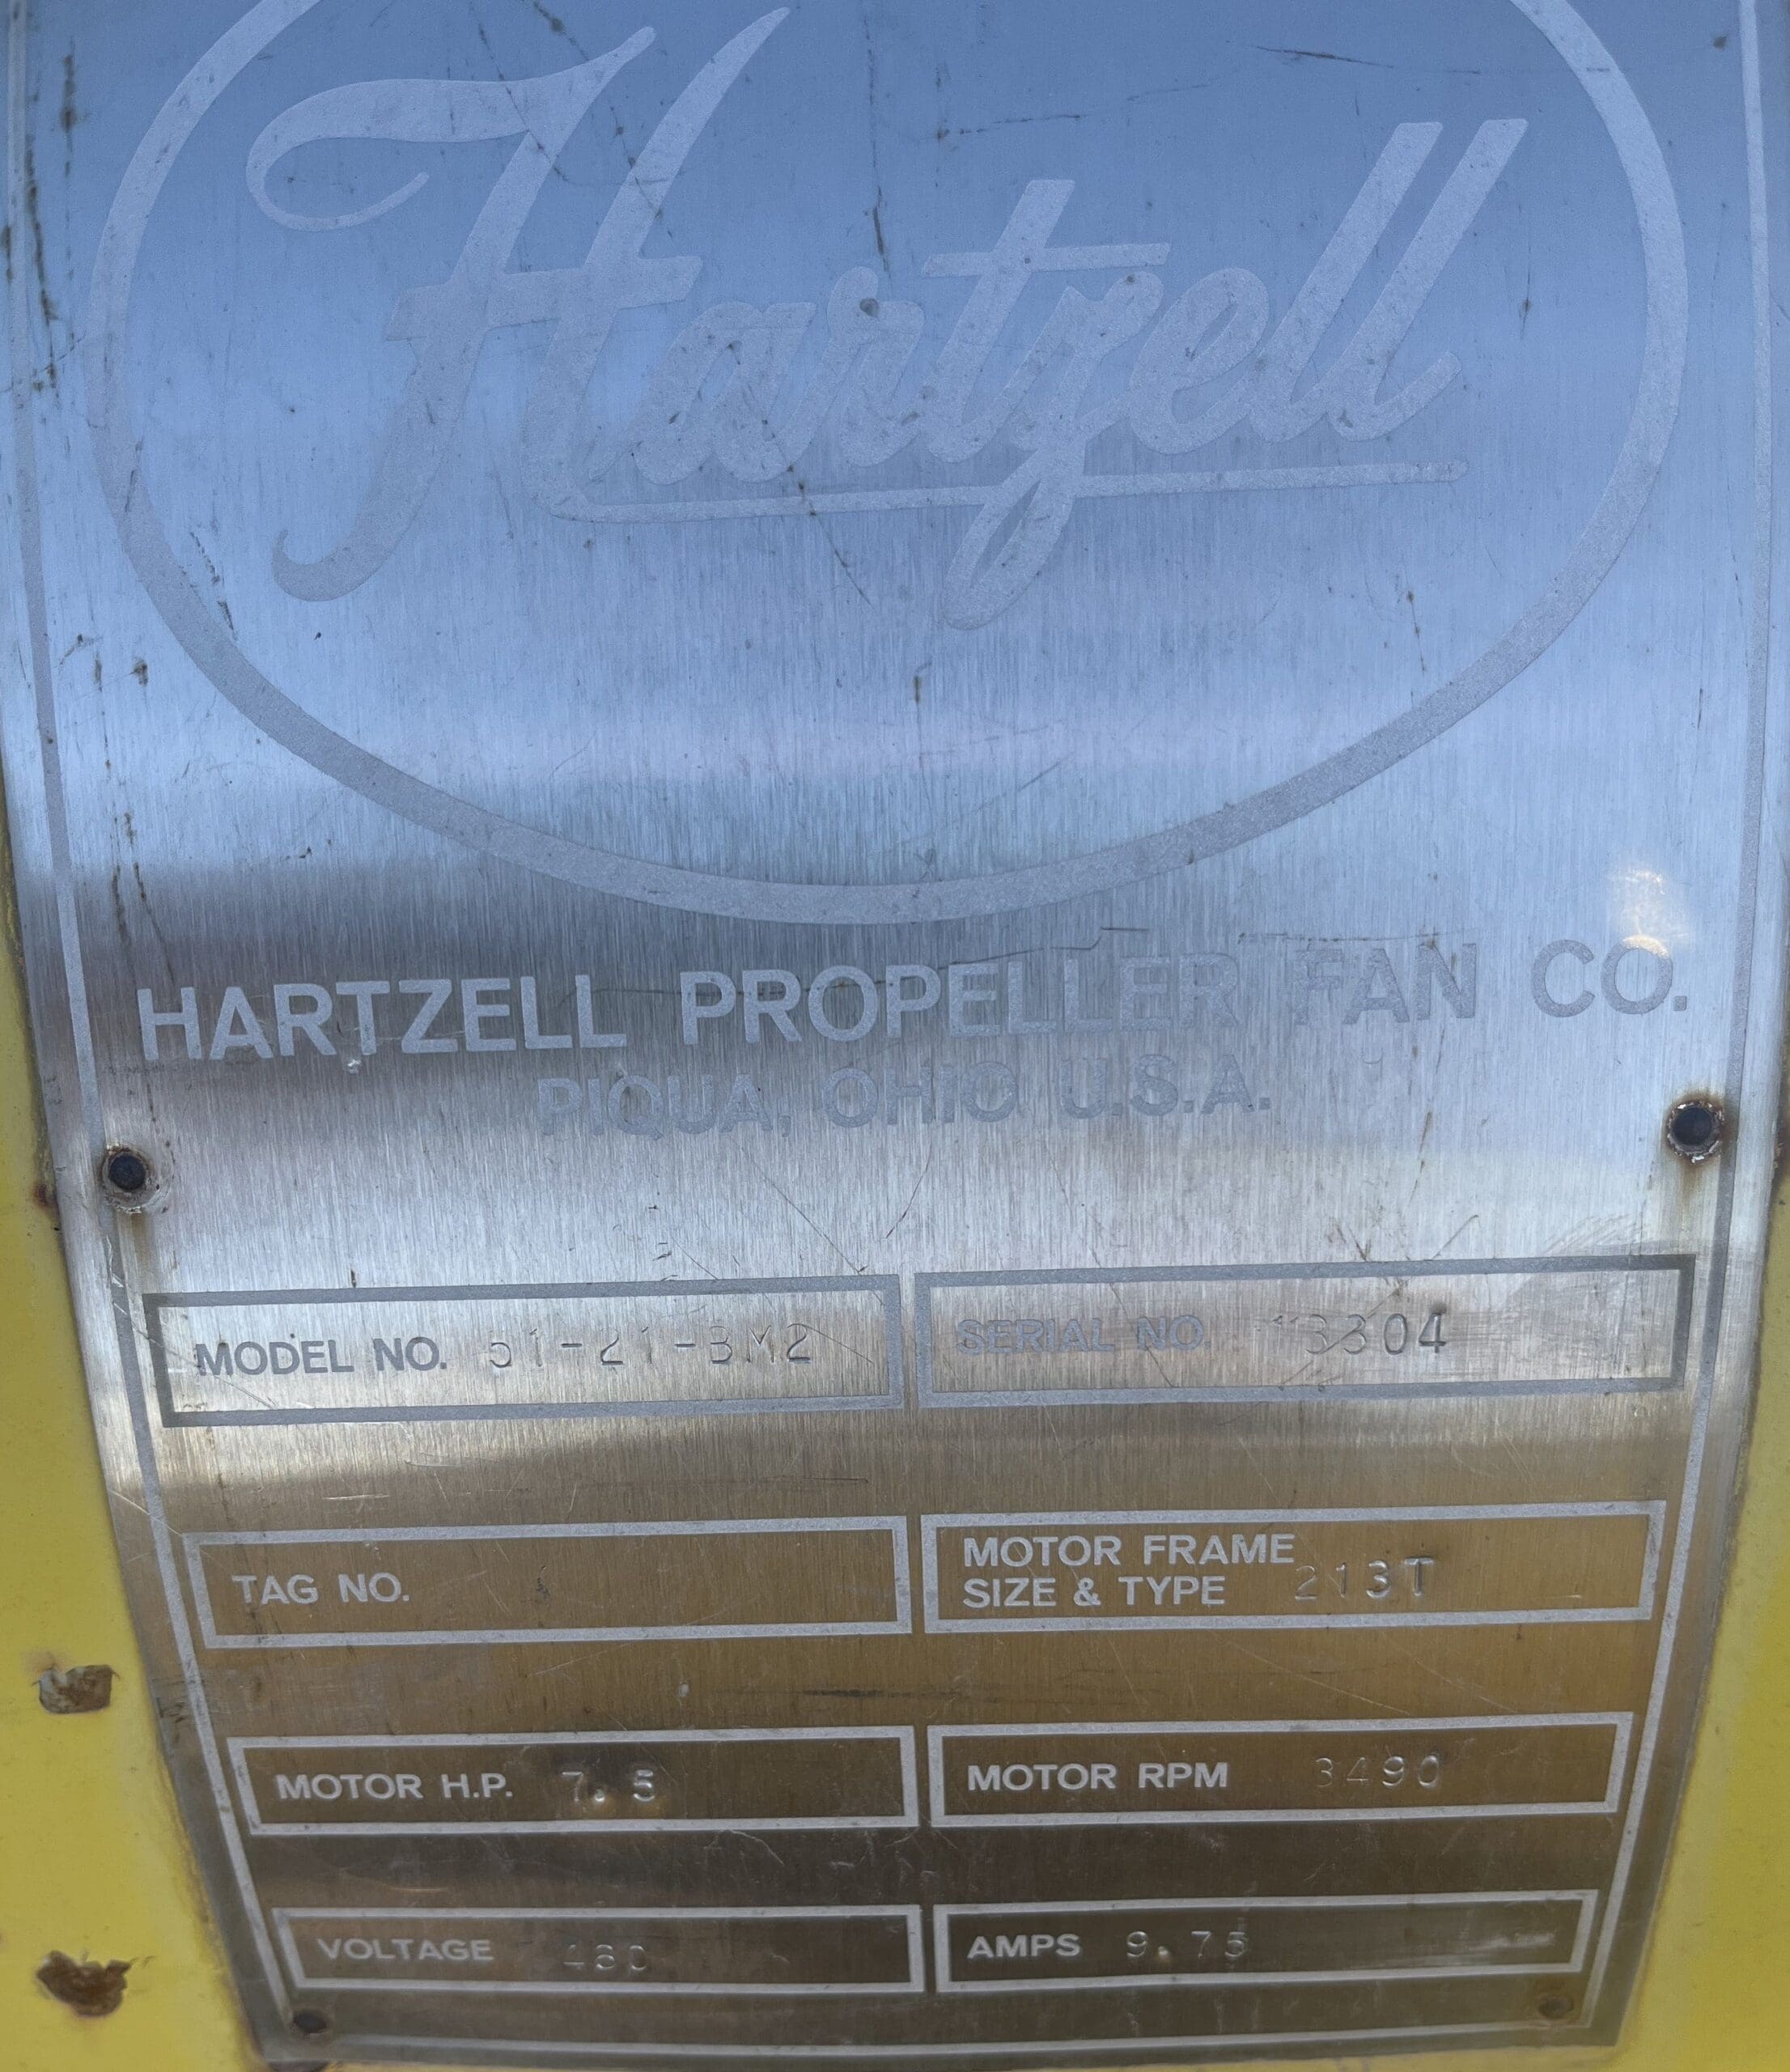 Hartzell
HARTZELL PROPELLER FAN CO.
PIQUA, OHIO U.S.A.
MODEL NO. 51-21-BM2
SERIAL NO.
TAG NO.
MOTOR FRAME
SIZE & TYPE 213T
MOTOR H.P. 7.5
MOTOR RPM 3490
VOLTAGE 460
AMPS 9.75